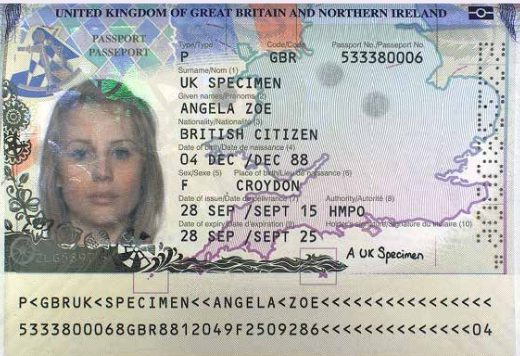 UNITED KINGDOM OF GREAT BRITAIN AND NORTHERN IRELAND
PASSPORT
PASSEPORT
Type/Type Code/Code Passport No./Passeport No.
P GBR 533380006
Surname/Nom (1)
UK SPECIMEN
Given names/Prénoms (2)
ANGELA ZOE
Nationality/Nationalité (3)
BRITISH CITIZEN
Date of birth/Date de naissance (4)
04 DEC /DEC 88
Sex/Sexe (5) Place of birth/Lieu de naissance (6)
F CROYDON
Date of issue/Date de délivrance (7) Authority/Autorité (8)
28 SEP /SEPT 15 HMPO
Date of expiry/Date d'expiration (9) Holder's signature/Signature du titulaire (10)
28 SEP /SEPT 25
A UK Specimen
P<GBRUK<SPECIMEN<<ANGELA<ZOE<<<<<<<<<<<<<<<<
5333800068GBR8812049F2509286<<<<<<<<<<<<<<04